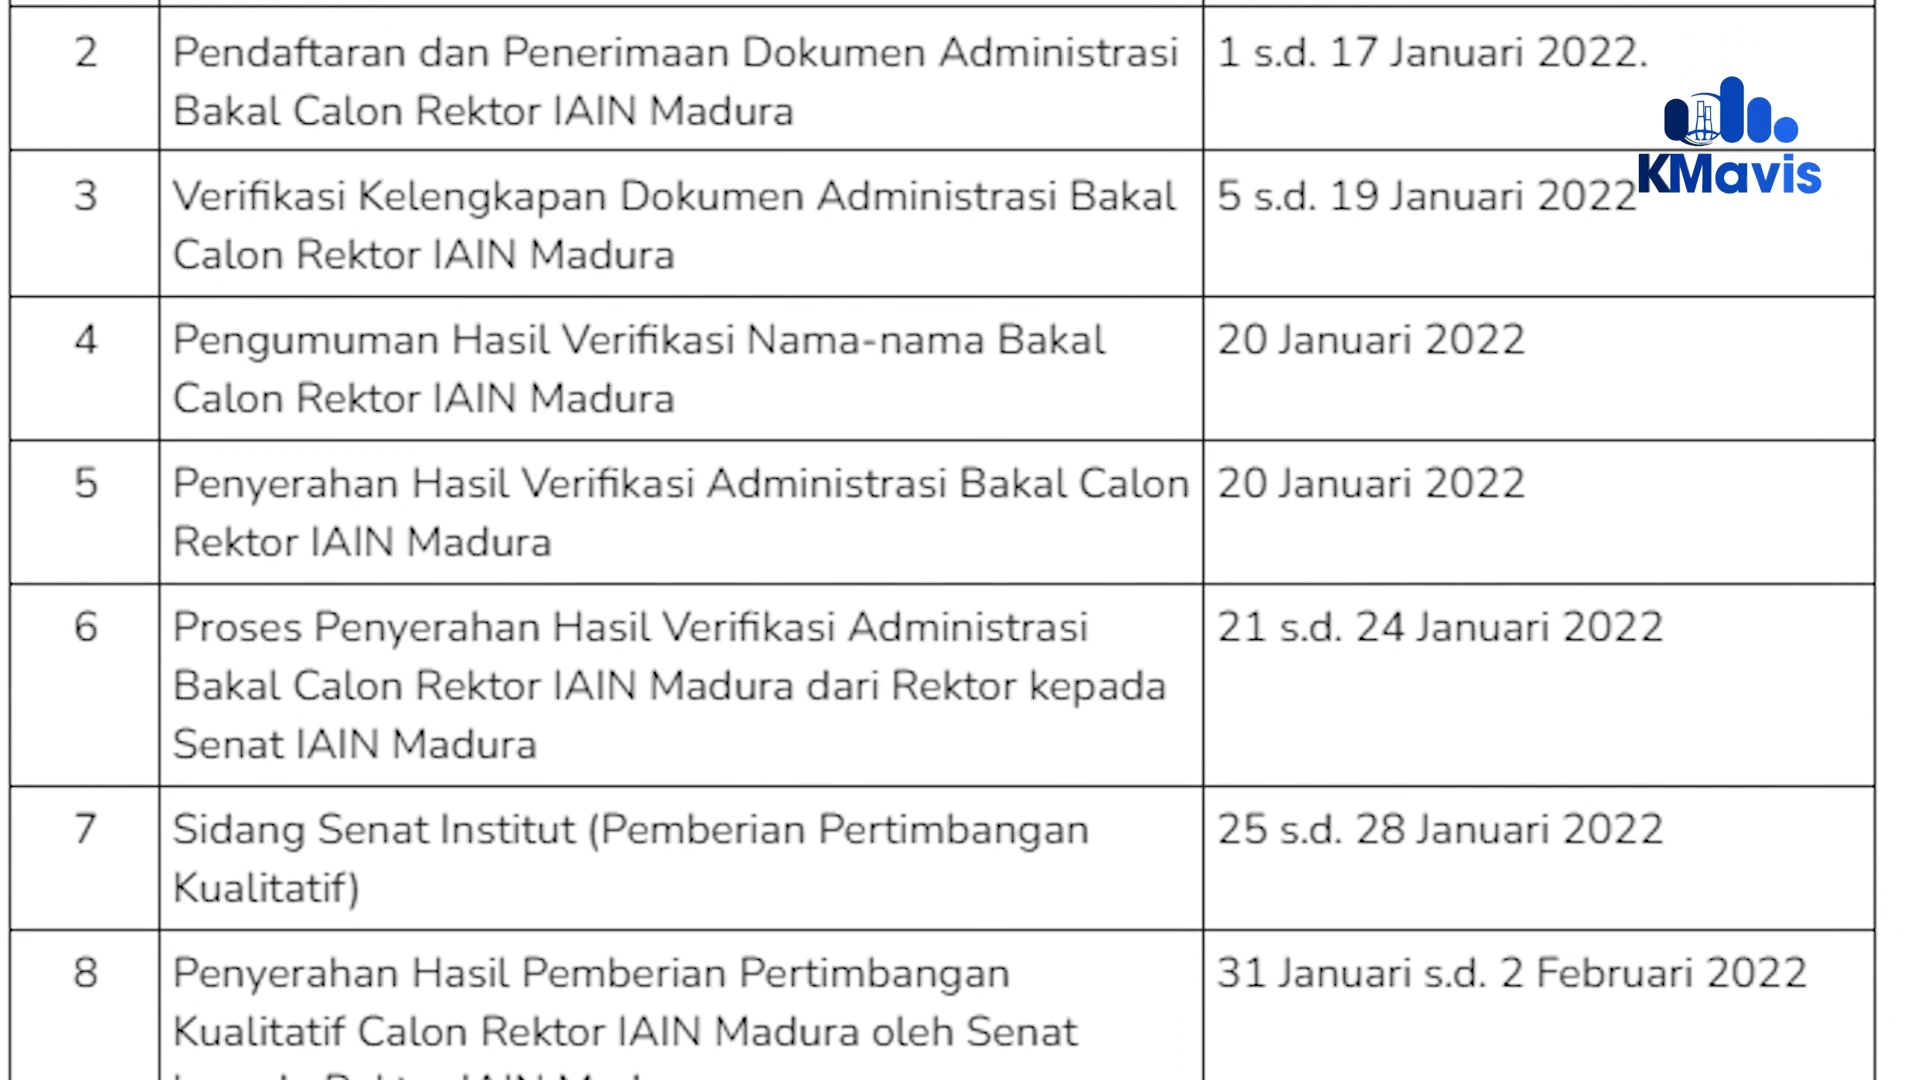 2 Pendaftaran dan Penerimaan Dokumen Administrasi 1 s.d. 17 Januari 2022.
Bakal Calon Rektor IAIN Madura
KMavis
3 Verifikasi Kelengkapan Dokumen Administrasi Bakal 5 s.d. 19 Januari 2022
Calon Rektor IAIN Madura
4 Pengumuman Hasil Verifikasi Nama-nama Bakal 20 Januari 2022
Calon Rektor IAIN Madura
5 Penyerahan Hasil Verifikasi Administrasi Bakal Calon 20 Januari 2022
Rektor IAIN Madura
6 Proses Penyerahan Hasil Verifikasi Administrasi 21 s.d. 24 Januari 2022
Bakal Calon Rektor IAIN Madura dari Rektor kepada
Senat IAIN Madura
7 Sidang Senat Institut (Pemberian Pertimbangan 25 s.d. 28 Januari 2022
Kualitatif)
8 Penyerahan Hasil Pemberian Pertimbangan 31 Januari s.d. 2 Februari 2022
Kualitatif Calon Rektor IAIN Madura oleh Senat